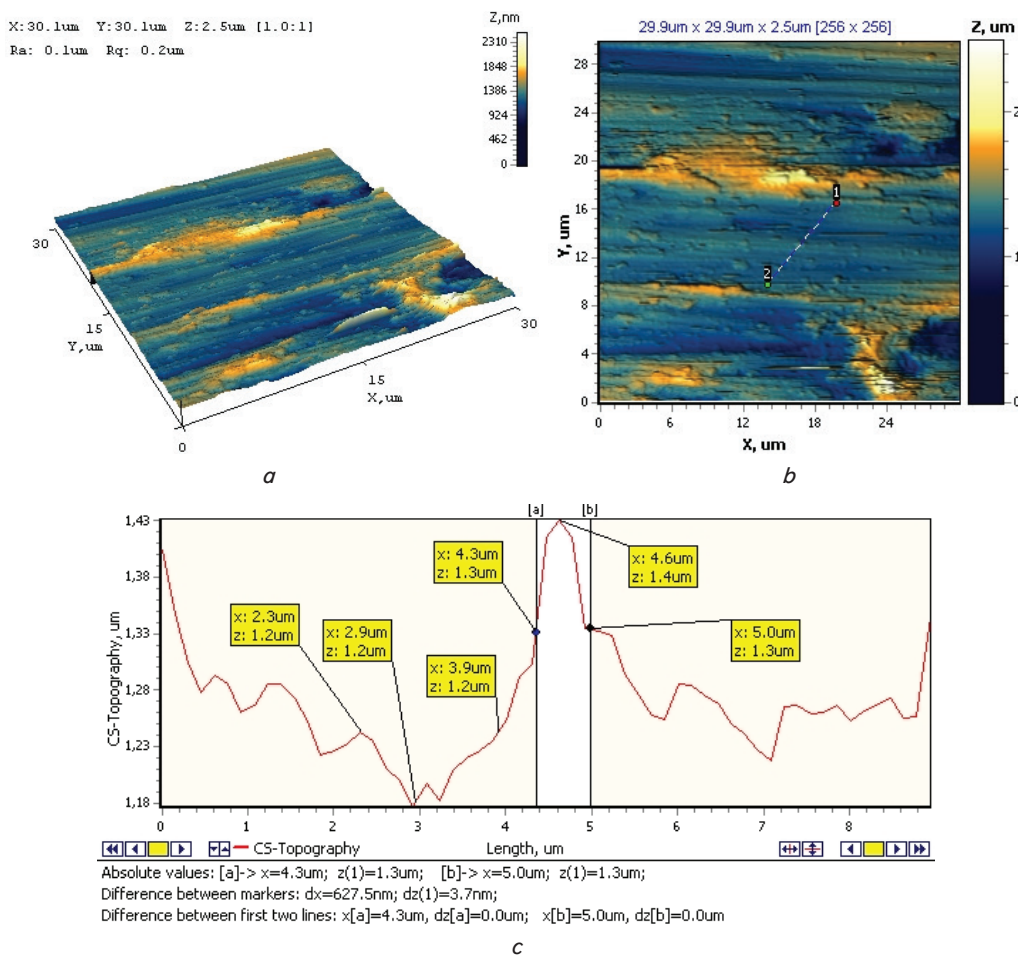 X:30.1um Y:30.1um Z:2.5um [1.0:1]
Ra: 0.1um Rq: 0.2um
Z,nm
2310
1848
1386
924
462
0
30
15
Y,um
0
15
X,um
30
a
29.9um x 29.9um x 2.5um [256 x 256]
Z, um
28
24
20
16
12
8
4
0
Y, um
1
2
0
6
12
18
24
X, um
2
1
0
b
[a]
[b]
1,43
1,38
1,33
1,28
1,23
1,18
CS-Topography, um
x: 2.3um
z: 1.2um
x: 2.9um
z: 1.2um
x: 3.9um
z: 1.2um
x: 4.3um
z: 1.3um
x: 4.6um
z: 1.4um
x: 5.0um
z: 1.3um
0 1 2 3 4 5 6 7 8
CS-Topography Length, um
Absolute values: [a]-> x=4.3um; z(1)=1.3um; [b]-> x=5.0um; z(1)=1.3um;
Difference between markers: dx=627.5nm; dz(1)=3.7nm;
Difference between first two lines: x[a]=4.3um, dz[a]=0.0um; x[b]=5.0um, dz[b]=0.0um
c